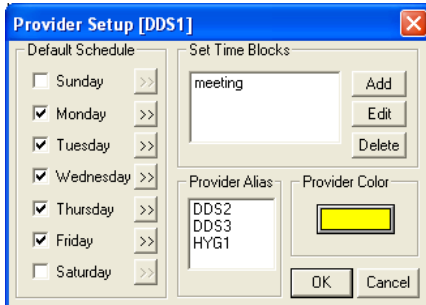 Provider Setup [DDS1]
Default Schedule
Sunday >>
Monday >>
Tuesday >>
Wednesday >>
Thursday >>
Friday >>
Saturday >>
Set Time Blocks
meeting
Add
Edit
Delete
Provider Alias
DDS2
DDS3
HYG1
Provider Color
OK
Cancel